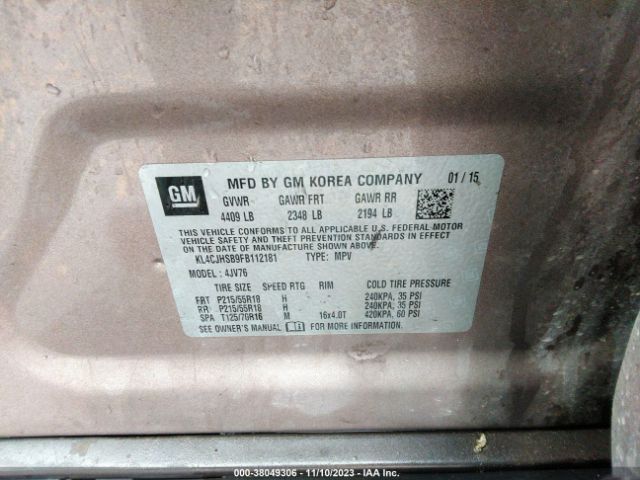 GM MFD BY GM KOREA COMPANY 01 / 15
GVWR GAWR FRT GAWR RR
4409 LB 2348 LB 2194 LB
THIS VEHICLE CONFORMS TO ALL APPLICABLE U.S. FEDERAL MOTOR
VEHICLE SAFETY AND THEFT PREVENTION STANDARDS IN EFFECT ON THE
DATE OF MANUFACTURE SHOWN ABOVE.
KL4CJHSB9FB112181 TYPE: MPV
MODEL : 4JV76
TIRE SIZE SPEED RTG RIM COLD TIRE PRESSURE
FRT P215/55R18 H 240KPA, 35 PSI
RR P215/55R18 H 240KPA, 35 PSI
SPA T125/70R16 M 16x4.0T 420KPA, 60 PSI
SEE OWNER'S MANUAL i FOR MORE INFORMATION.
000-38049306 - 11/10/2023 - IAA Inc.